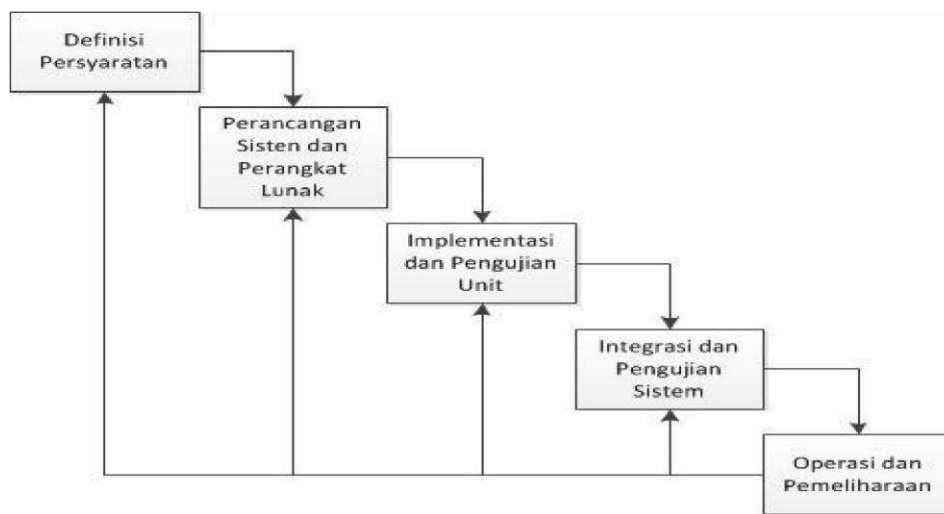 Definisi
Persyaratan
Perancangan
Sisten dan
Perangkat
Lunak
Implementasi
dan Pengujian
Unit
Integrasi dan
Pengujian
Sistem
Operasi dan
Pemeliharaan